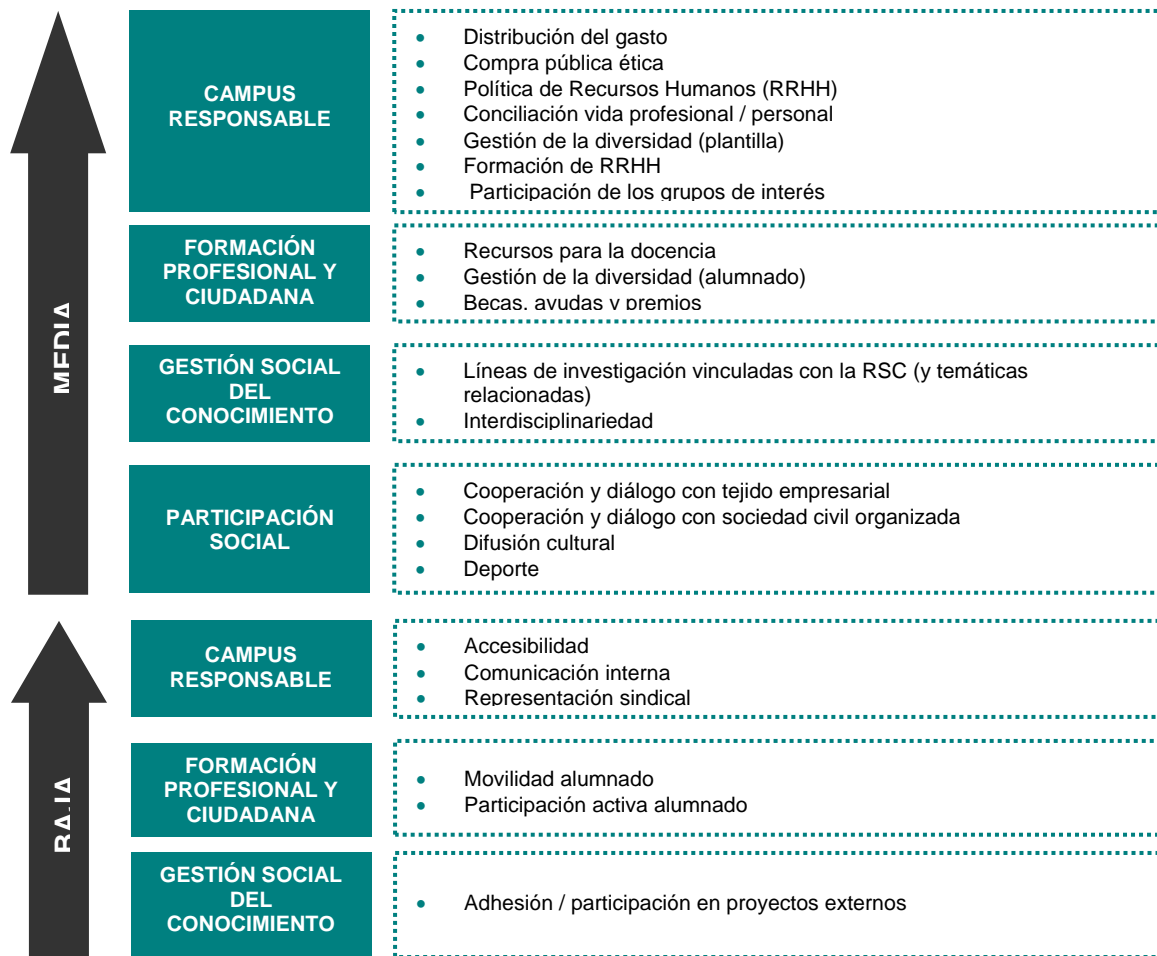 CAMPUS
RESPONSABLE
• Distribución del gasto
• Compra pública ética
• Política de Recursos Humanos (RRHH)
• Conciliación vida profesional / personal
• Gestión de la diversidad (plantilla)
• Formación de RRHH
• Participación de los grupos de interés
MEDIA
FORMACIÓN
PROFESIONAL Y
CIUDADANA
• Recursos para la docencia
• Gestión de la diversidad (alumnado)
• Becas, ayudas y premios
GESTIÓN SOCIAL
DEL
CONOCIMIENTO
• Líneas de investigación vinculadas con la RSC (y temáticas
relacionadas)
• Interdisciplinariedad
PARTICIPACIÓN
SOCIAL
• Cooperación y diálogo con tejido empresarial
• Cooperación y diálogo con sociedad civil organizada
• Difusión cultural
• Deporte
BAJA
CAMPUS
RESPONSABLE
• Accesibilidad
• Comunicación interna
• Representación sindical
FORMACIÓN
PROFESIONAL Y
CIUDADANA
• Movilidad alumnado
• Participación activa alumnado
GESTIÓN SOCIAL
DEL
CONOCIMIENTO
• Adhesión / participación en proyectos externos